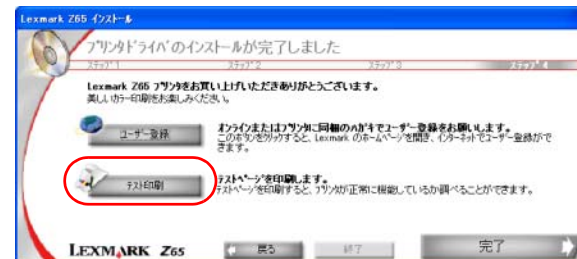 Lexmark Z65 インストール
プリンタドライバのインストールが完了しました
ステップ 1 ステップ 2 ステップ 3 ステップ 4
Lexmark Z65 プリンタをお買い上げいただきありがとうございます。
美しいカラー印刷をお楽しみください。
ユーザー登録
オンラインまたはプリンタに同梱のハガキでユーザー登録をお願いします。
このボタンをクリックすると、Lexmark のホームページを開き、インターネットでユーザー登録がで
きます。
テスト印刷
テストページを印刷します。
テストページを印刷すると、プリンタが正常に機能しているか調べることができます。
LEXMARK Z65
戻る
終了
完了